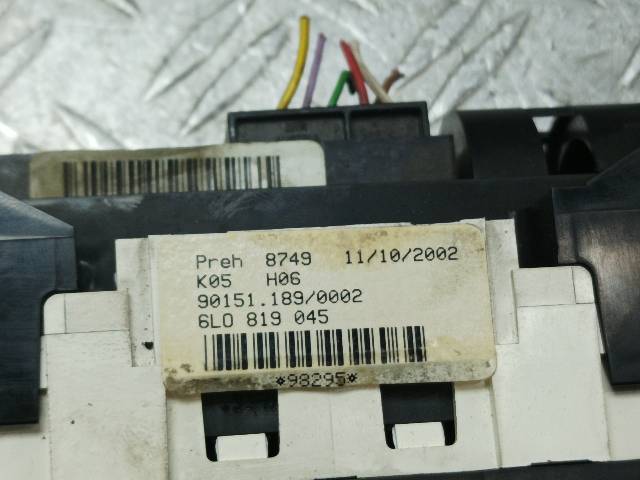 Preh 8749 11/10/2002
K05 H06
90151.189/0002
6L0 819 045
*98295*